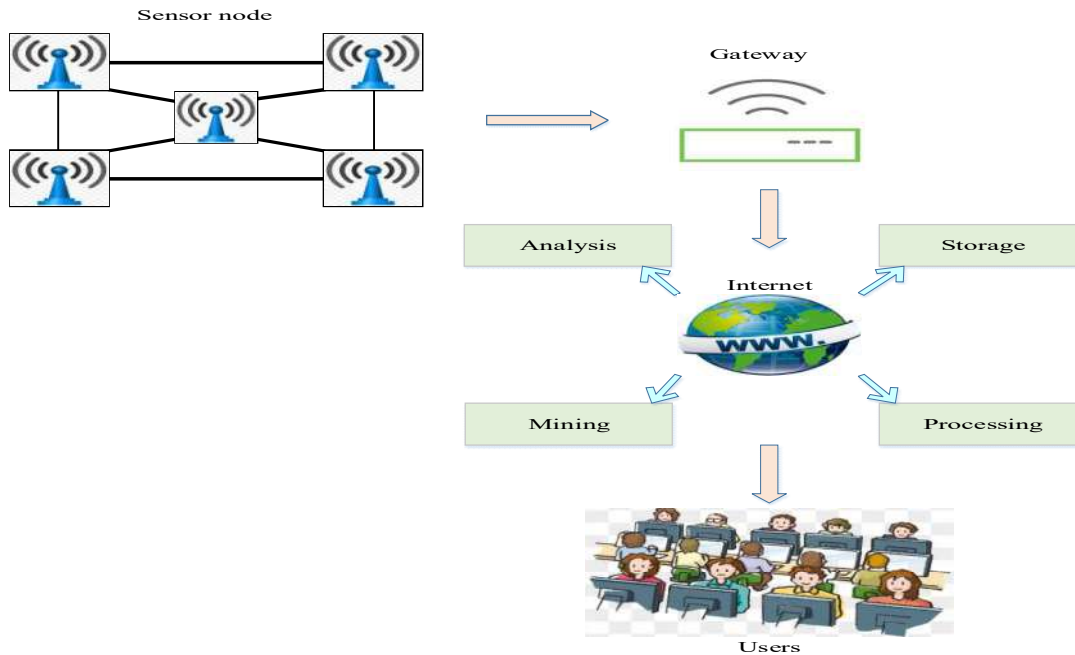 Sensor node
Gateway
Analysis
Storage
Internet
www.
Mining
Processing
Users